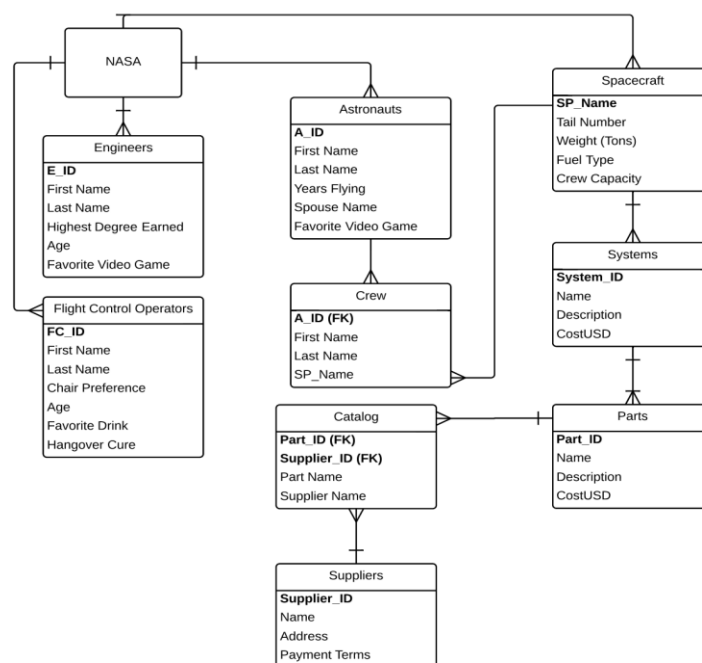 NASA
Spacecraft
SP_Name
Tail Number
Weight (Tons)
Fuel Type
Crew Capacity
Astronauts
A_ID
First Name
Last Name
Years Flying
Spouse Name
Favorite Video Game
Engineers
E_ID
First Name
Last Name
Highest Degree Earned
Age
Favorite Video Game
Systems
System_ID
Name
Description
CostUSD
Crew
A_ID (FK)
First Name
Last Name
SP_Name
Flight Control Operators
FC_ID
First Name
Last Name
Chair Preference
Age
Favorite Drink
Hangover Cure
Catalog
Part_ID (FK)
Supplier_ID (FK)
Part Name
Supplier Name
Parts
Part_ID
Name
Description
CostUSD
Suppliers
Supplier_ID
Name
Address
Payment Terms